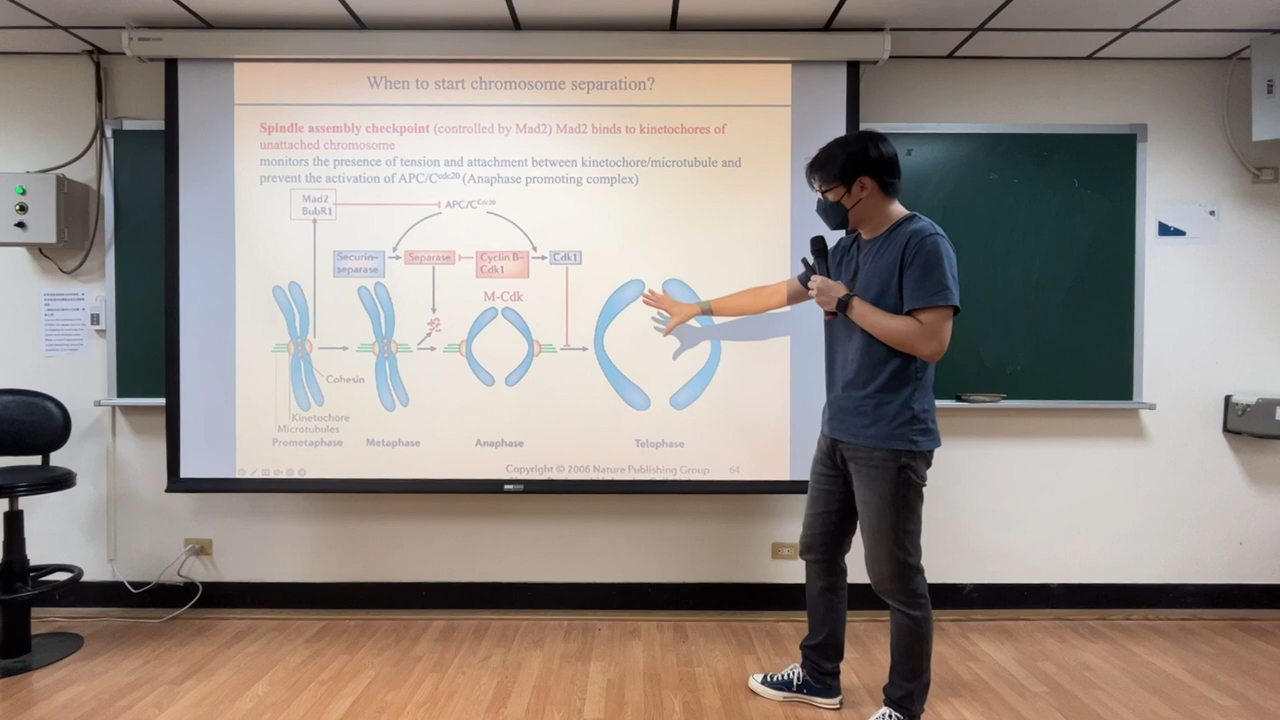 When to start chromosome separation?
Spindle assembly checkpoint (controlled by Mad2) Mad2 binds to kinetochores of
unattached chromosome
monitors the presence of tension and attachment between kinetochore/microtubule and
prevent the activation of APC/Ccdc20 (Anaphase promoting complex)
Mad2
BubR1
APC/CCdc20
Securin–
separase
Separase
Cyclin B–
Cdk1
Cdk1
M-Cdk
Cohesin
Kinetochore
Microtubules
Prometaphase
Metaphase
Anaphase
Telophase
Copyright © 2006 Nature Publishing Group
64